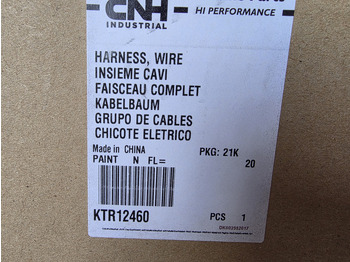 CNH
INDUSTRIAL
HI PERFORMANCE
HARNESS, WIRE
INSIEME CAVI
FAISCEAU COMPLET
KABELBAUM
GRUPO DE CABLES
CHICOTE ELETRICO
Made in CHINA PKG: 21K
PAINT N FL= 20
KTR12460 PCS 1